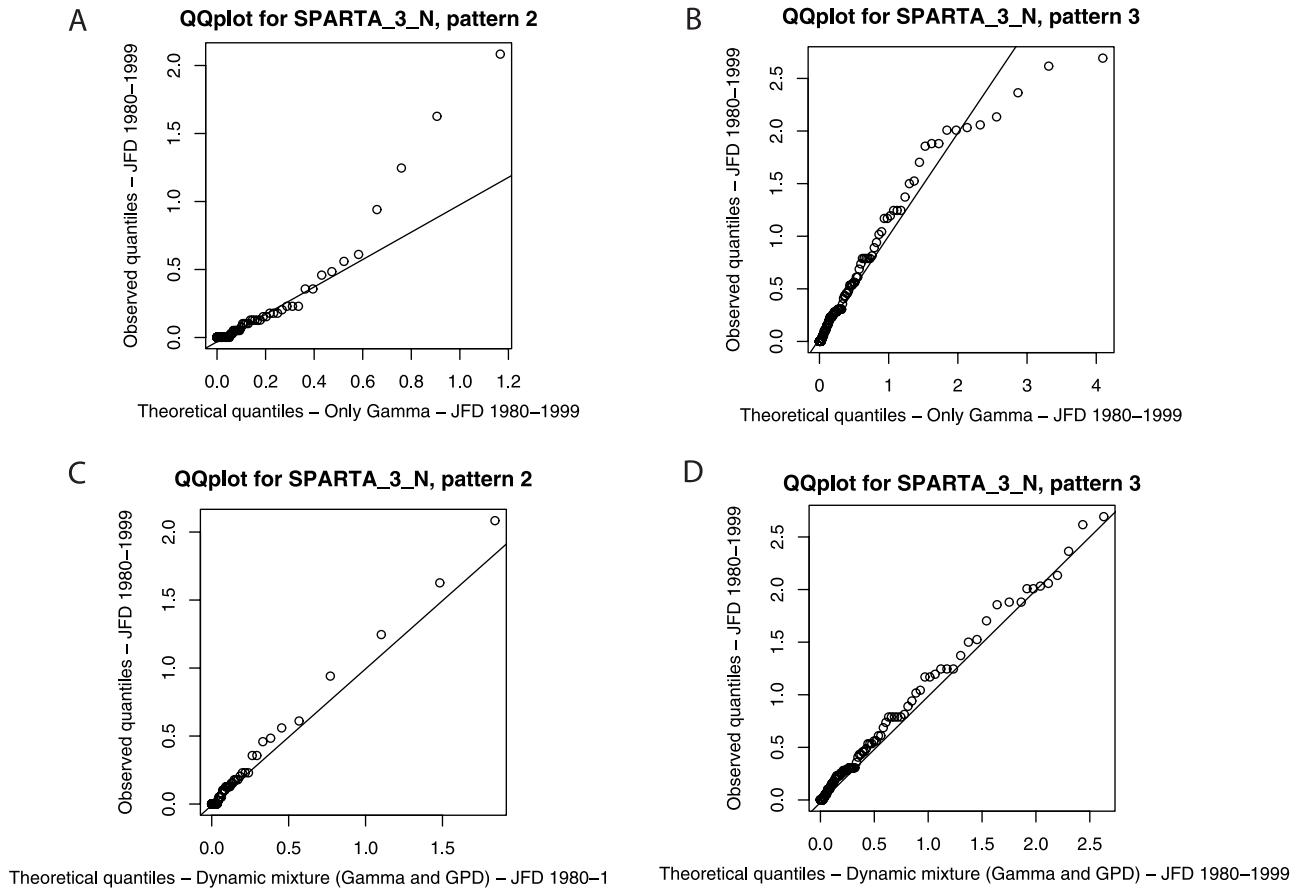 A
QQplot for SPARTA_3_N, pattern 2
Observed quantiles – JFD 1980–1999
2.0
1.5
1.0
0.5
0.0
0.0 0.2 0.4 0.6 0.8 1.0 1.2
Theoretical quantiles – Only Gamma – JFD 1980–1999
B
QQplot for SPARTA_3_N, pattern 3
Observed quantiles – JFD 1980–1999
2.5
2.0
1.5
1.0
0.5
0.0
0 1 2 3 4
Theoretical quantiles – Only Gamma – JFD 1980–1999
C
QQplot for SPARTA_3_N, pattern 2
Observed quantiles – JFD 1980–1999
2.0
1.5
1.0
0.5
0.0
0.0 0.5 1.0 1.5
Theoretical quantiles – Dynamic mixture (Gamma and GPD) – JFD 1980–1
D
QQplot for SPARTA_3_N, pattern 3
Observed quantiles – JFD 1980–1999
2.5
2.0
1.5
1.0
0.5
0.0
0.0 0.5 1.0 1.5 2.0 2.5
Theoretical quantiles – Dynamic mixture (Gamma and GPD) – JFD 1980–1999